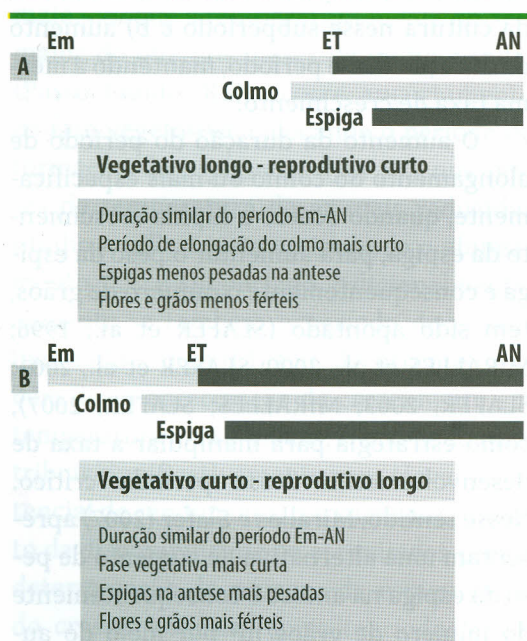 Em ET AN
A
Colmo
Espiga
Vegetativo longo - reprodutivo curto
Duração similar do período Em-AN
Período de elongação do colmo mais curto
Espigas menos pesadas na antese
Flores e grãos menos férteis
Em ET AN
B
Colmo
Espiga
Vegetativo curto - reprodutivo longo
Duração similar do período Em-AN
Fase vegetativa mais curta
Espigas na antese mais pesadas
Flores e grãos mais férteis